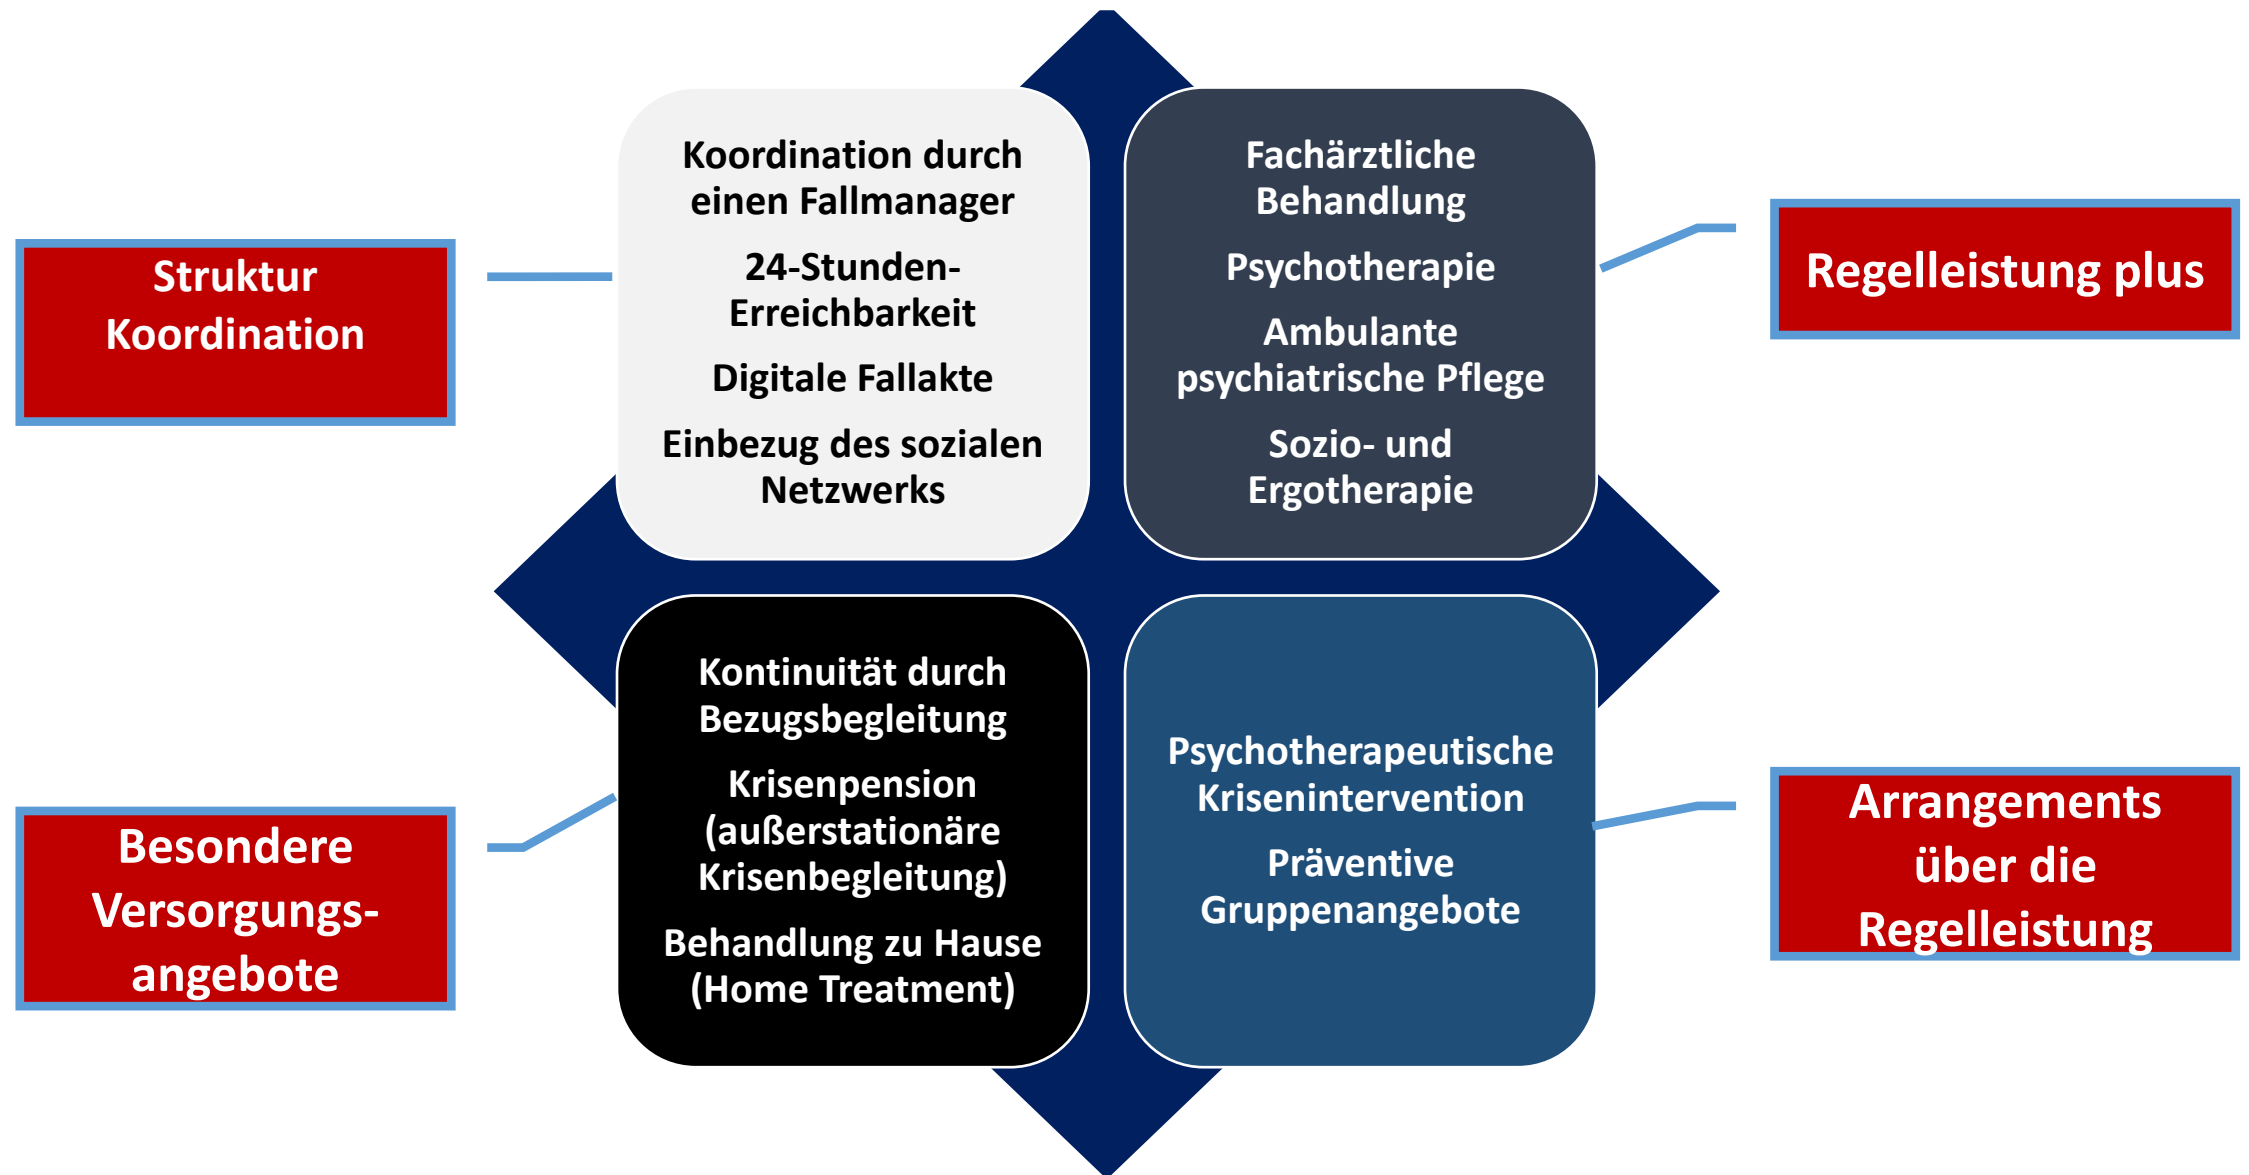 Struktur
Koordination
Koordination durch
einen Fallmanager
24-Stunden-
Erreichbarkeit
Digitale Fallakte
Einbezug des sozialen
Netzwerks
Fachärztliche
Behandlung
Psychotherapie
Ambulante
psychiatrische Pflege
Sozio- und
Ergotherapie
Regelleistung plus
Besondere
Versorgungs-
angebote
Kontinuität durch
Bezugsbegleitung
Krisenpension
(außerstationäre
Krisenbegleitung)
Behandlung zu Hause
(Home Treatment)
Psychotherapeutische
Krisenintervention
Präventive
Gruppenangebote
Arrangements
über die
Regelleistung